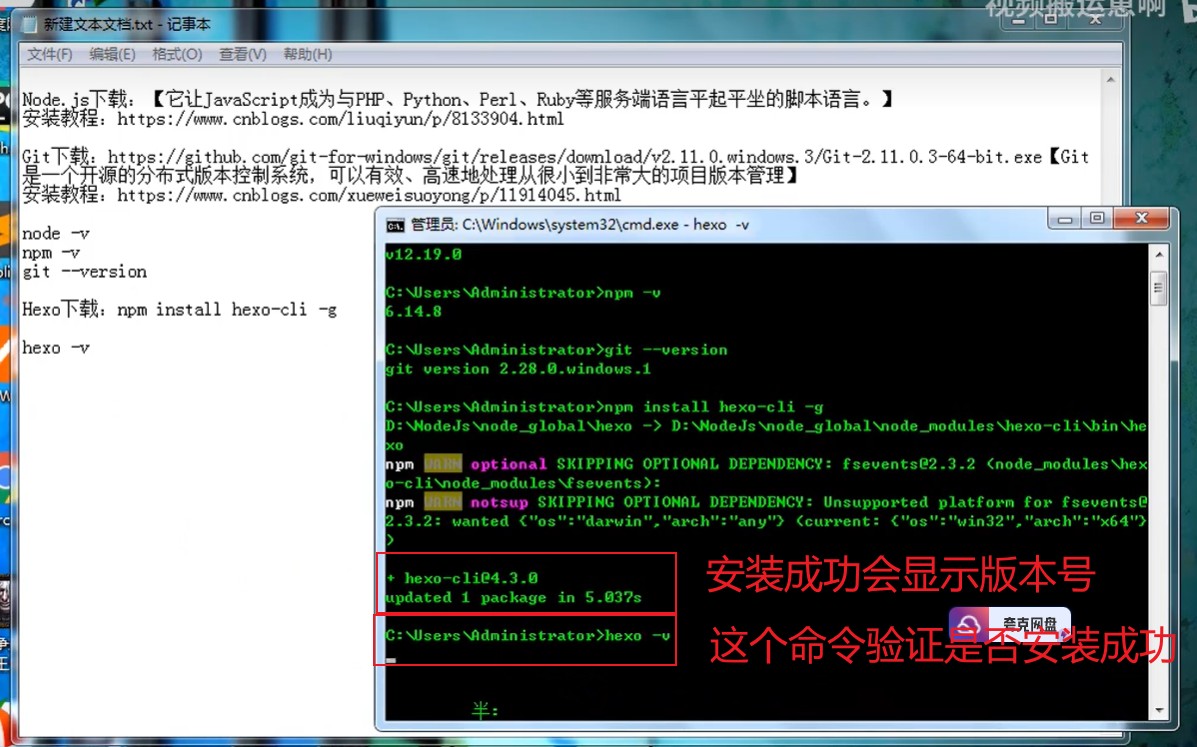 视频搬运恩啊
新建文本文档.txt - 记事本
文件(F) 编辑(E) 格式(O) 查看(V) 帮助(H)
Node.js下载：【它让JavaScript成为与PHP、Python、Perl、Ruby等服务端语言平起平坐的脚本语言。】
安装教程：https://www.cnblogs.com/liuqiyun/p/8133904.html
Git下载：https://github.com/git-for-windows/git/releases/download/v2.11.0.windows.3/Git-2.11.0.3-64-bit.exe【Git
是一个开源的分布式版本控制系统，可以有效、高速地处理从很小到非常大的项目版本管理】
安装教程：https://www.cnblogs.com/xueweisuoyong/p/11914045.html
node -v
npm -v
git --version
Hexo下载：npm install hexo-cli -g
hexo -v
管理员: C:\Windows\system32\cmd.exe - hexo -v
v12.19.0
C:\Users\Administrator>npm -v
6.14.8
C:\Users\Administrator>git --version
git version 2.28.0.windows.1
C:\Users\Administrator>npm install hexo-cli -g
D:\NodeJs\node_global\hexo -> D:\NodeJs\node_global\node_modules\hexo-cli\bin\he
xo
npm WARN optional SKIPPING OPTIONAL DEPENDENCY: fsevents@2.3.2 (node_modules\hex
o-cli\node_modules\fsevents):
npm WARN notsup SKIPPING OPTIONAL DEPENDENCY: Unsupported platform for fsevents@
2.3.2: wanted {"os":"darwin","arch":"any"} (current: {"os":"win32","arch":"x64"}
)
+ hexo-cli@4.3.0
updated 1 package in 5.037s
安装成功会显示版本号
C:\Users\Administrator>hexo -v
夸克网盘
这个命令验证是否安装成功
半: